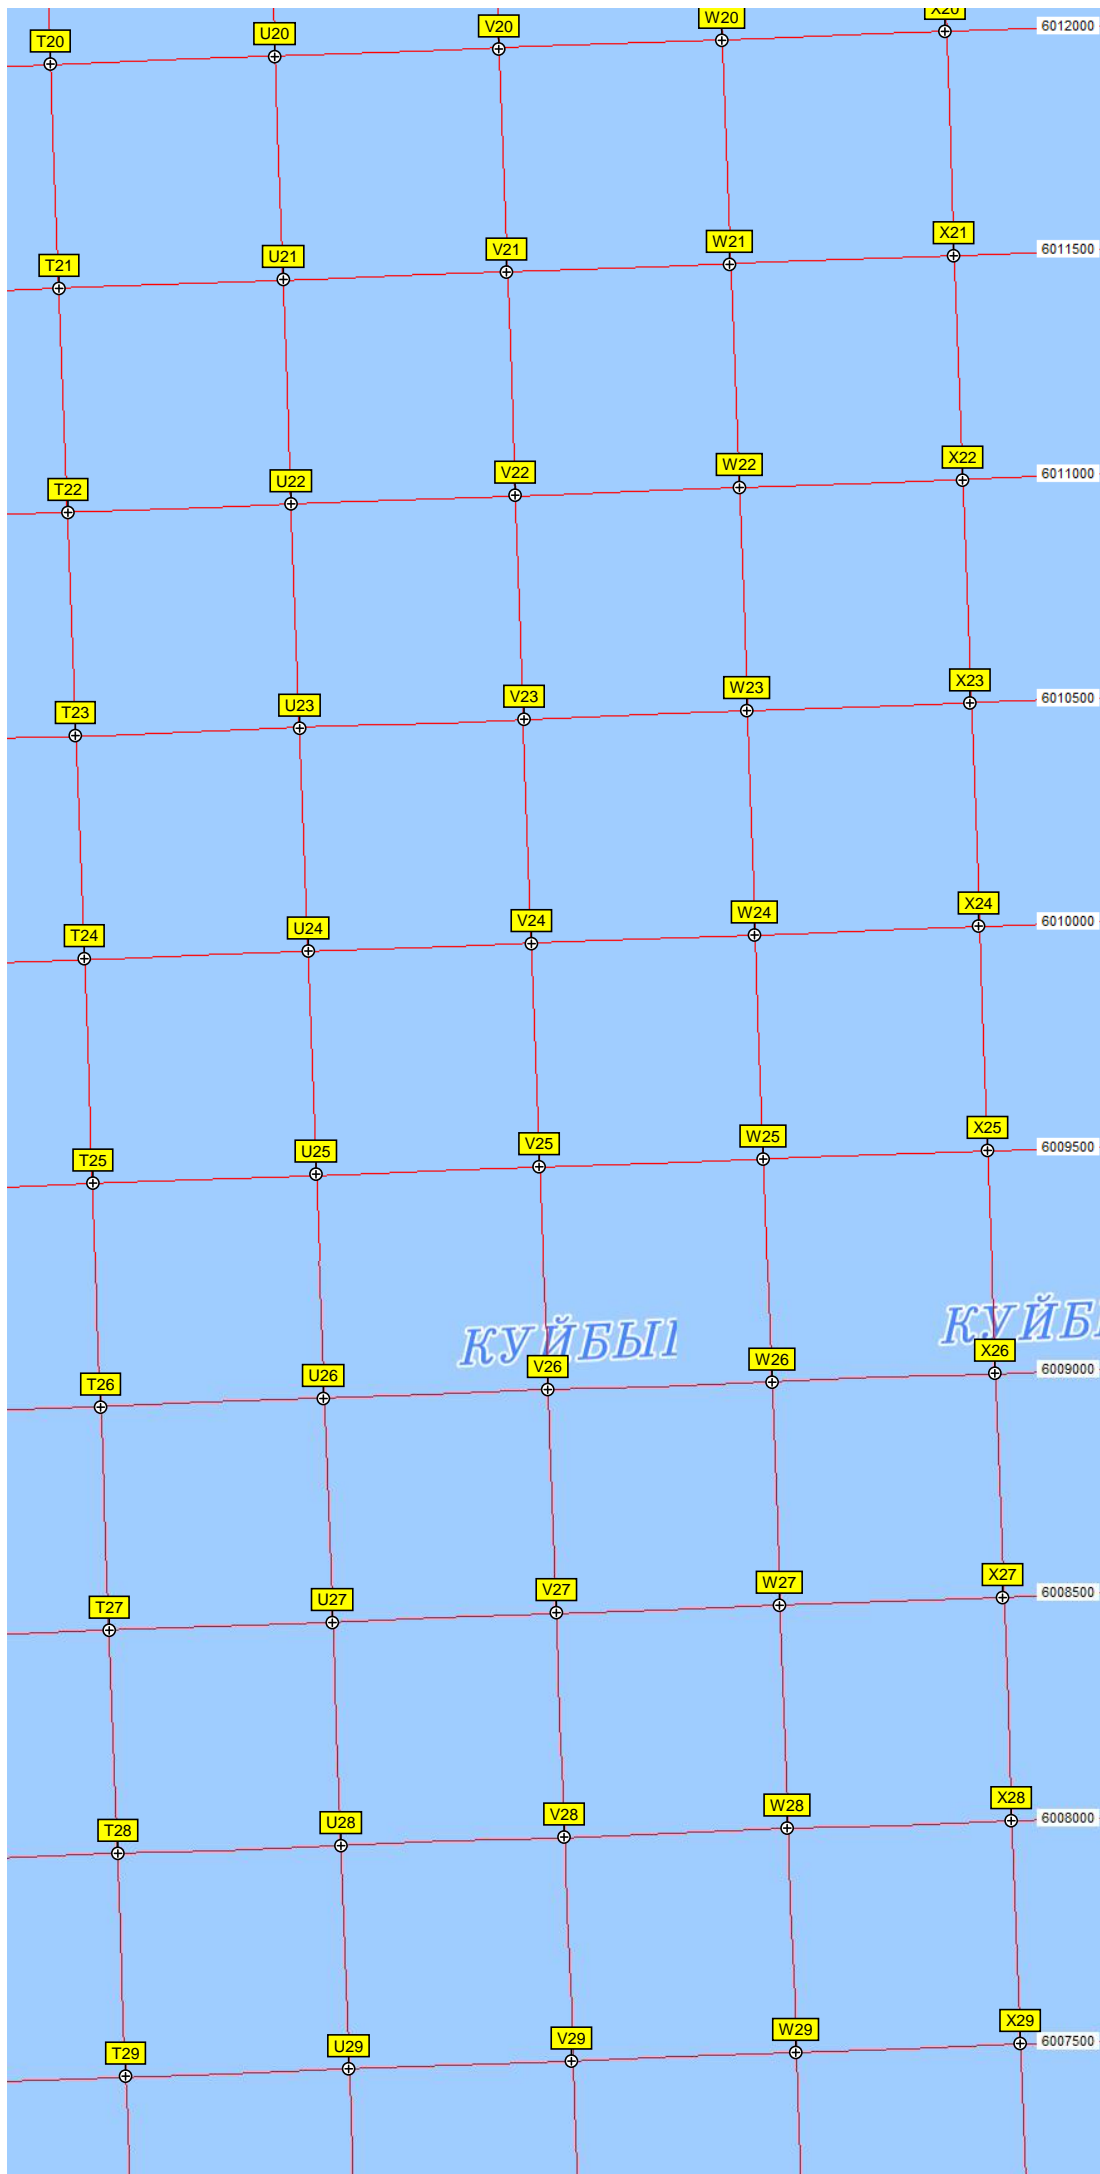 T20 U20 V20 W20 X20 6012000
T21 U21 V21 W21 X21 6011500
T22 U22 V22 W22 X22 6011000
T23 U23 V23 W23 X23 6010500
T24 U24 V24 W24 X24 6010000
T25 U25 V25 W25 X25 6009500
КУЙБЫ КУЙБ
T26 U26 V26 W26 X26 6009000
T27 U27 V27 W27 X27 6008500
T28 U28 V28 W28 X28 6008000
T29 U29 V29 W29 X29 6007500